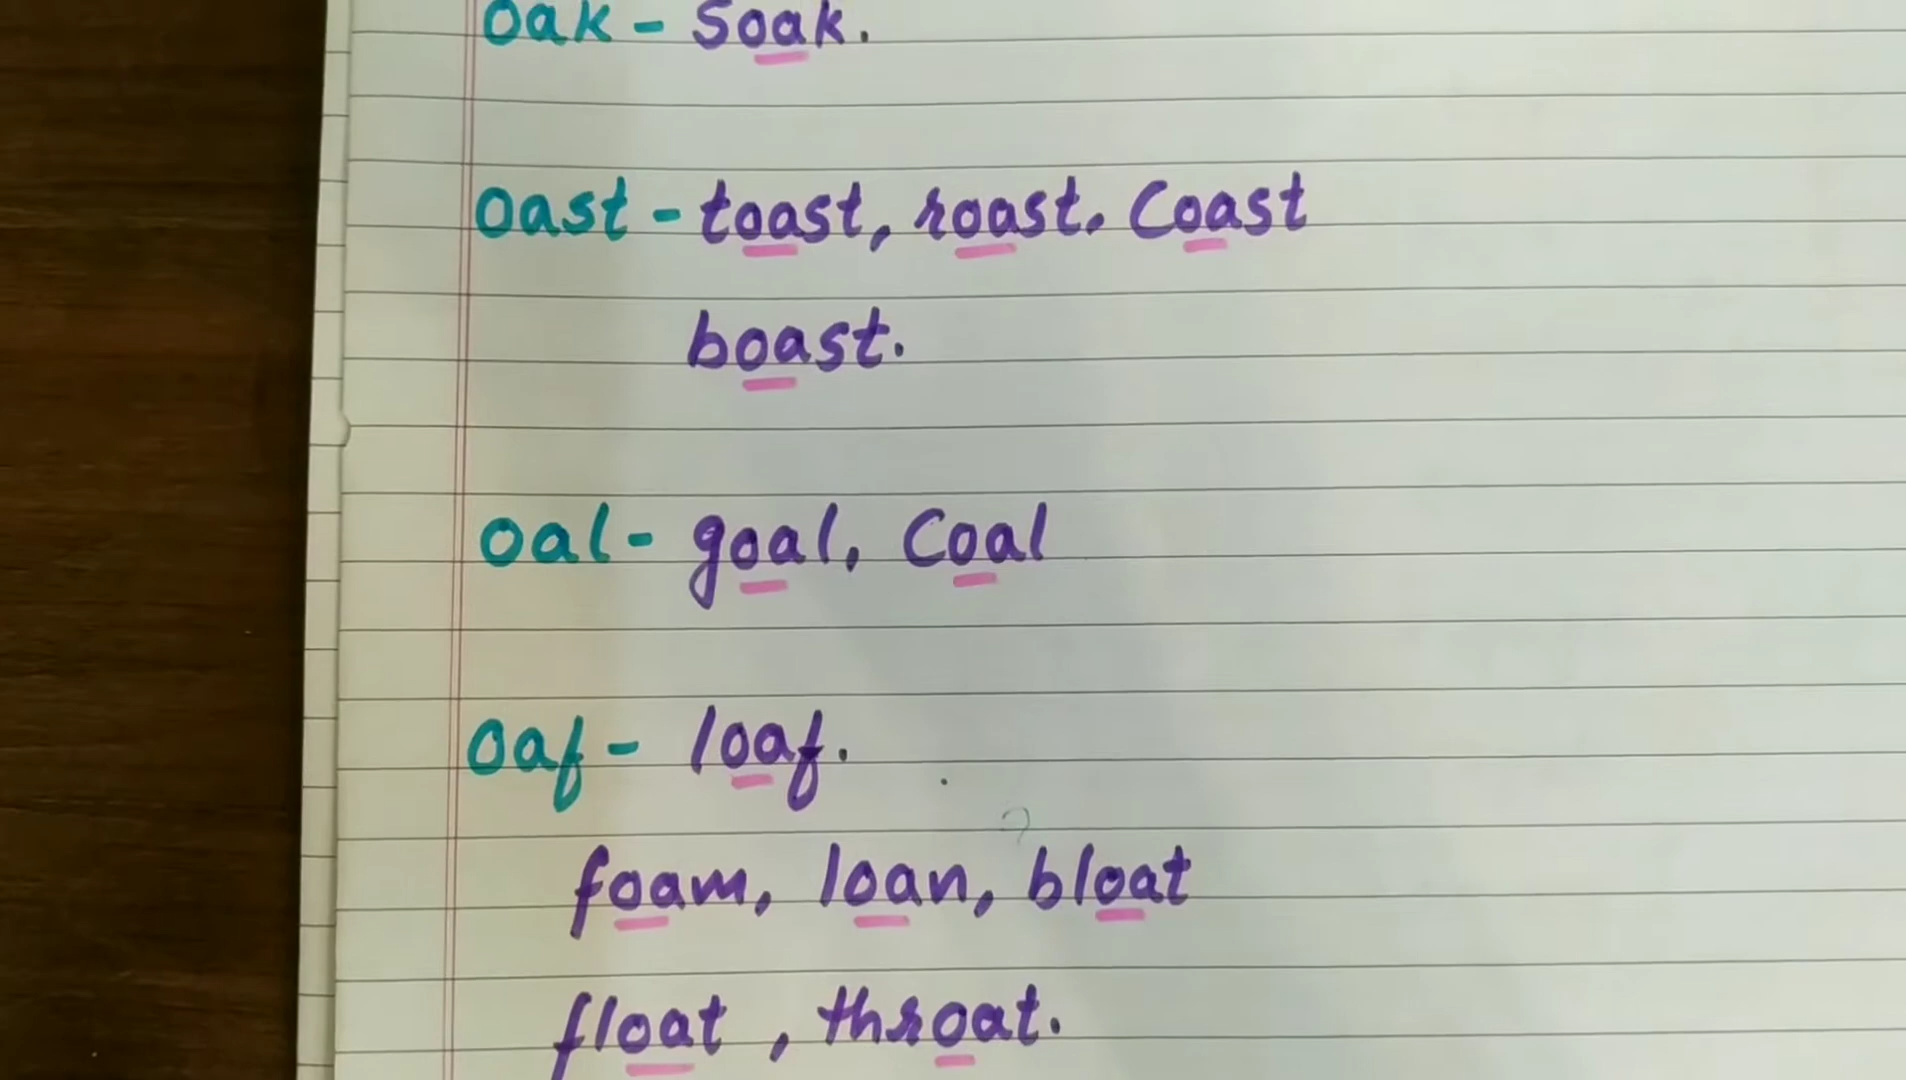 oak - soak.
oast - toast, roast. Coast
boast.
oal - goal, Coal
oaf - loaf.
foam, loan, bloat
float , throat.